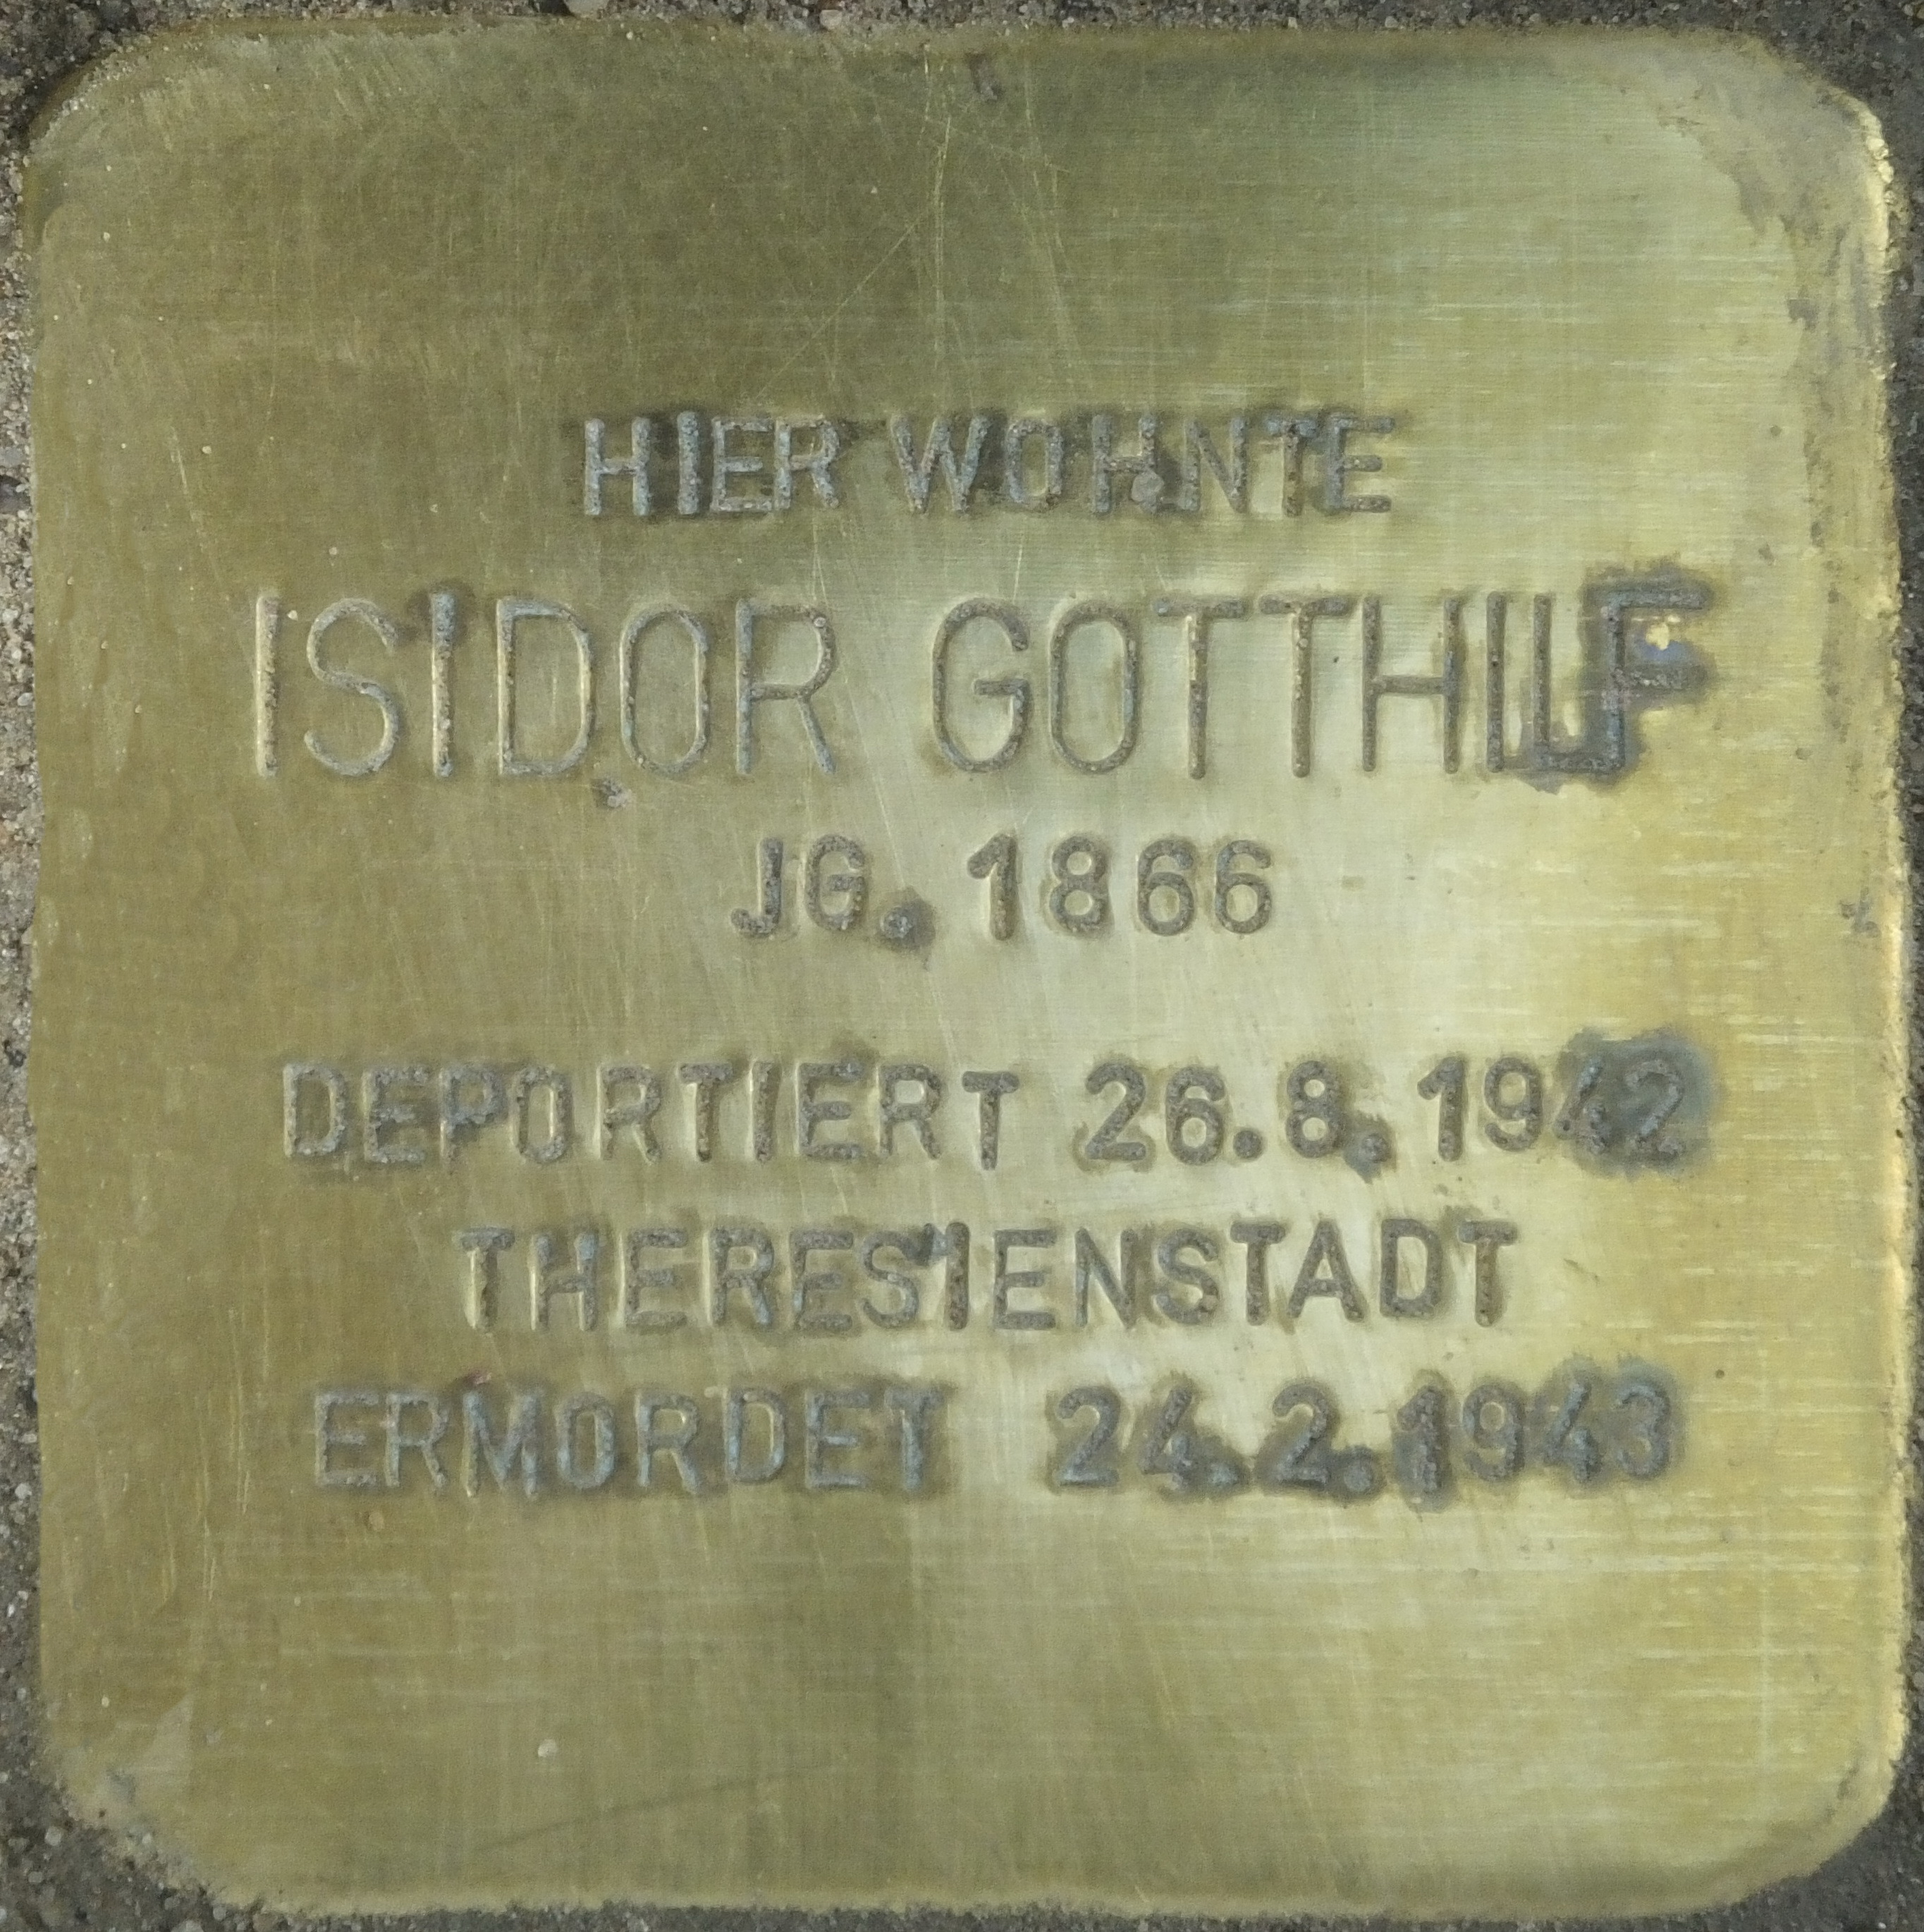 HIER WOHNTE
ISIDOR GOTTHILF
JG. 1866
DEPORTIERT 26.8.1942
THERESIENSTADT
ERMORDET 24.2.1943